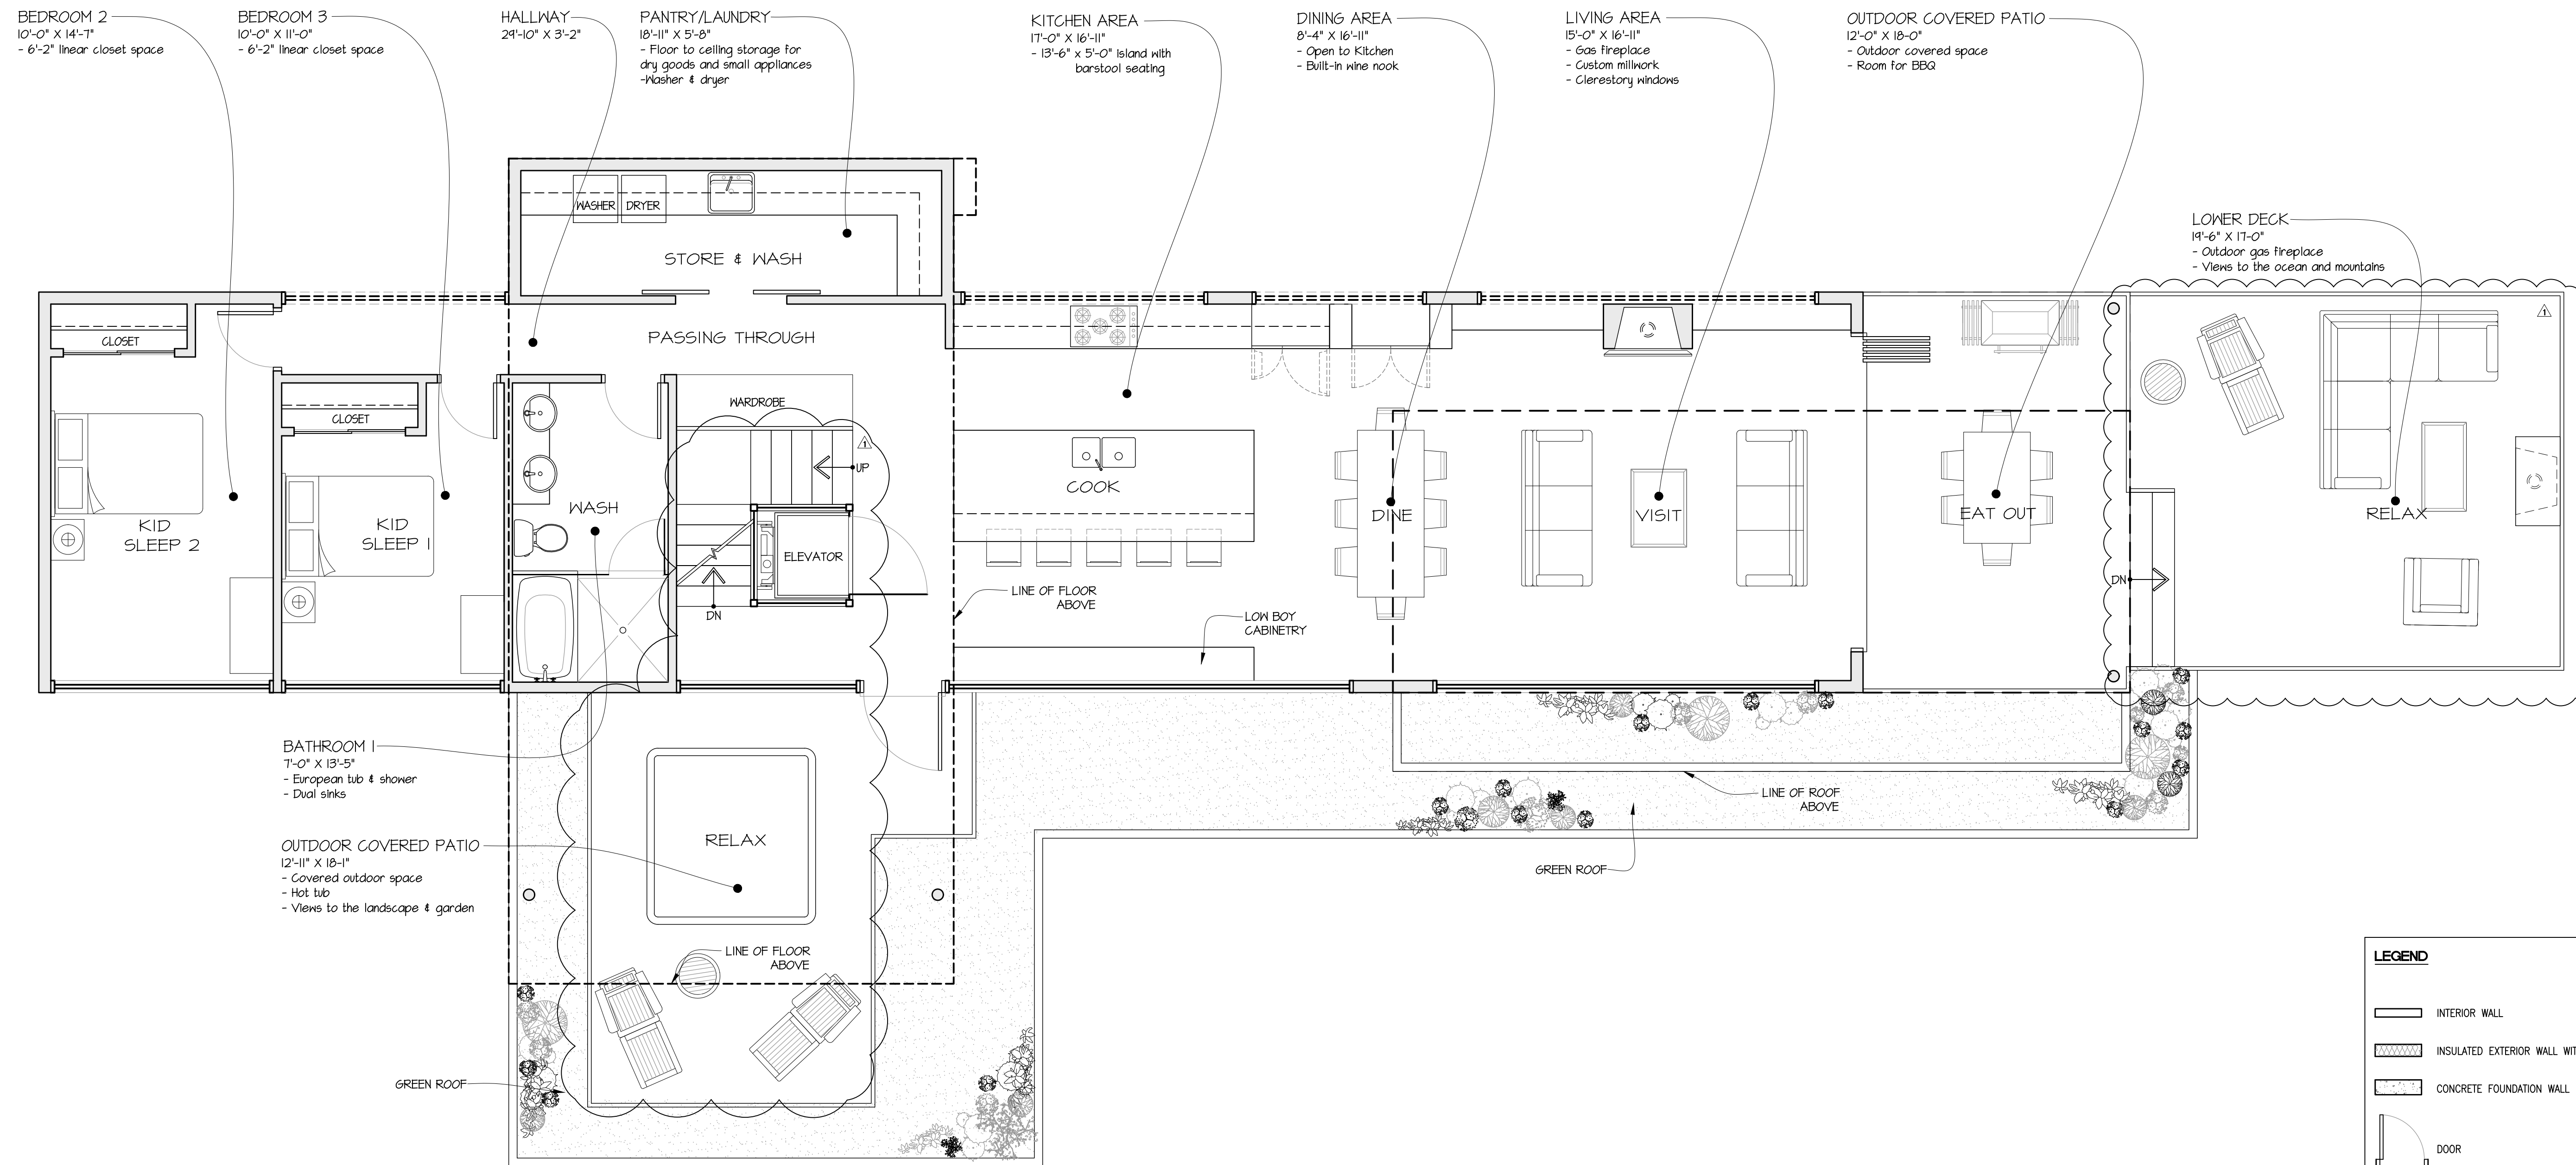 BEDROOM 2
10'-0" X 14'-7"
- 6'-2" linear closet space
BEDROOM 3
10'-0" X 11'-0"
- 6'-2" linear closet space
HALLWAY
29'-10" X 3'-2"
PANTRY/LAUNDRY
18'-11" X 5'-8"
- Floor to ceiling storage for
dry goods and small appliances
-Washer & dryer
KITCHEN AREA
17'-0" X 16'-11"
- 13'-6" x 5'-0" island with
barstool seating
DINING AREA
8'-4" X 16'-11"
- Open to Kitchen
- Built-in wine nook
LIVING AREA
15'-0" X 16'-11"
- Gas fireplace
- Custom millwork
- Clerestory windows
OUTDOOR COVERED PATIO
12'-0" X 18'-0"
- Outdoor covered space
- Room for BBQ
LOWER DECK
19'-6" X 17-0"
- Outdoor gas fireplace
- Views to the ocean and mountains
WASHER
DRYER
STORE & WASH
PASSING THROUGH
CLOSET
CLOSET
WARDROBE
1
1
UP
WASH
COOK
DINE
VISIT
EAT OUT
RELAX
KID
SLEEP 2
KID
SLEEP 1
ELEVATOR
DN
DN
LINE OF FLOOR
ABOVE
LOW BOY
CABINETRY
BATHROOM 1
7'-0" X 13'-5"
- European tub & shower
- Dual sinks
LINE OF ROOF
ABOVE
RELAX
OUTDOOR COVERED PATIO
12'-11" X 18-1"
- Covered outdoor space
- Hot tub
- Views to the landscape & garden
GREEN ROOF
LINE OF FLOOR
ABOVE
GREEN ROOF
LEGEND
INTERIOR WALL
INSULATED EXTERIOR WALL WIT
CONCRETE FOUNDATION WALL
DOOR